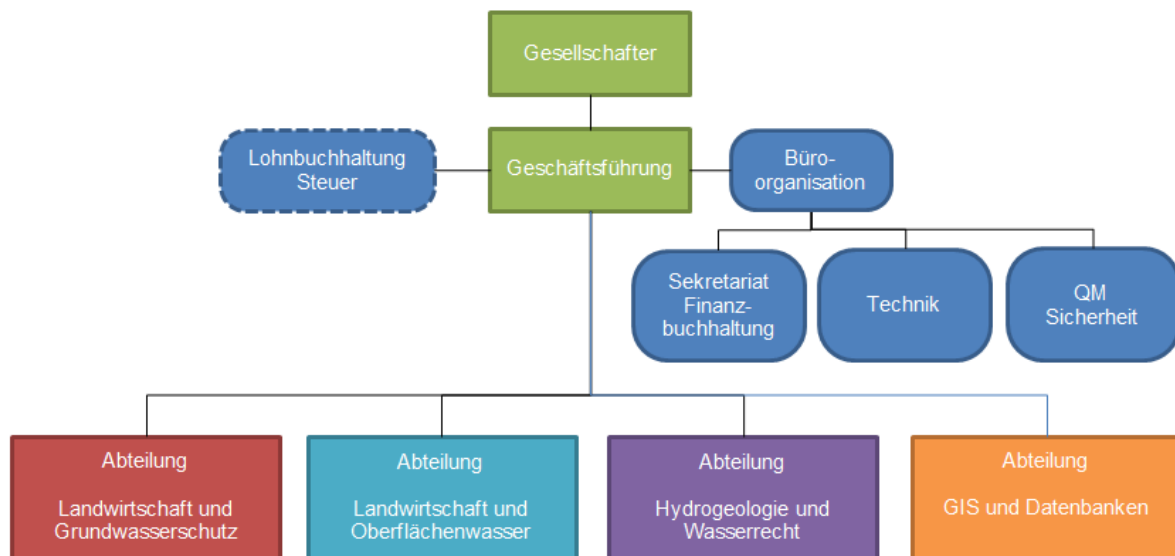 Gesellschafter
Lohnbuchhaltung
Steuer
Geschäftsführung
Büro-
organisation
Sekretariat
Finanz-
buchhaltung
Technik
QM
Sicherheit
Abteilung
Landwirtschaft und
Grundwasserschutz
Abteilung
Landwirtschaft und
Oberflächenwasser
Abteilung
Hydrogeologie und
Wasserrecht
Abteilung
GIS und Datenbanken